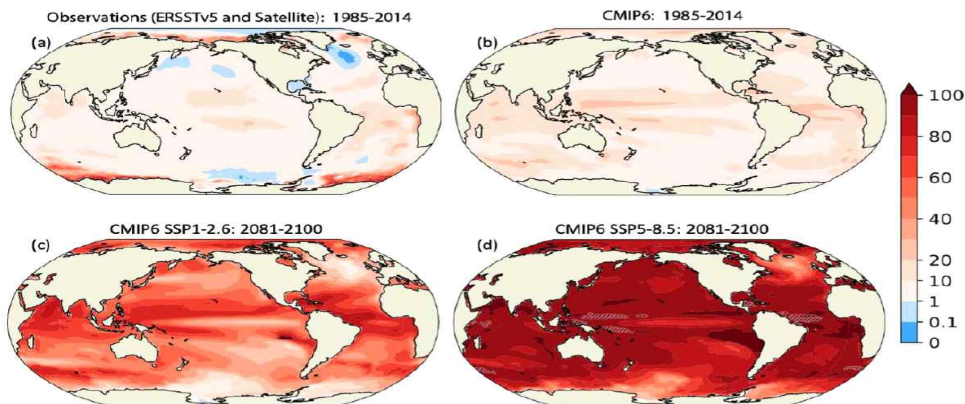 Observations (ERSSTv5 and Satellite): 1985-2014
CMIP6: 1985-2014
(a)
(b)
100
80
60
40
20
10
1
0.1
0
CMIP6 SSP1-2.6: 2081-2100
CMIP6 SSP5-8.5: 2081-2100
(c)
(d)